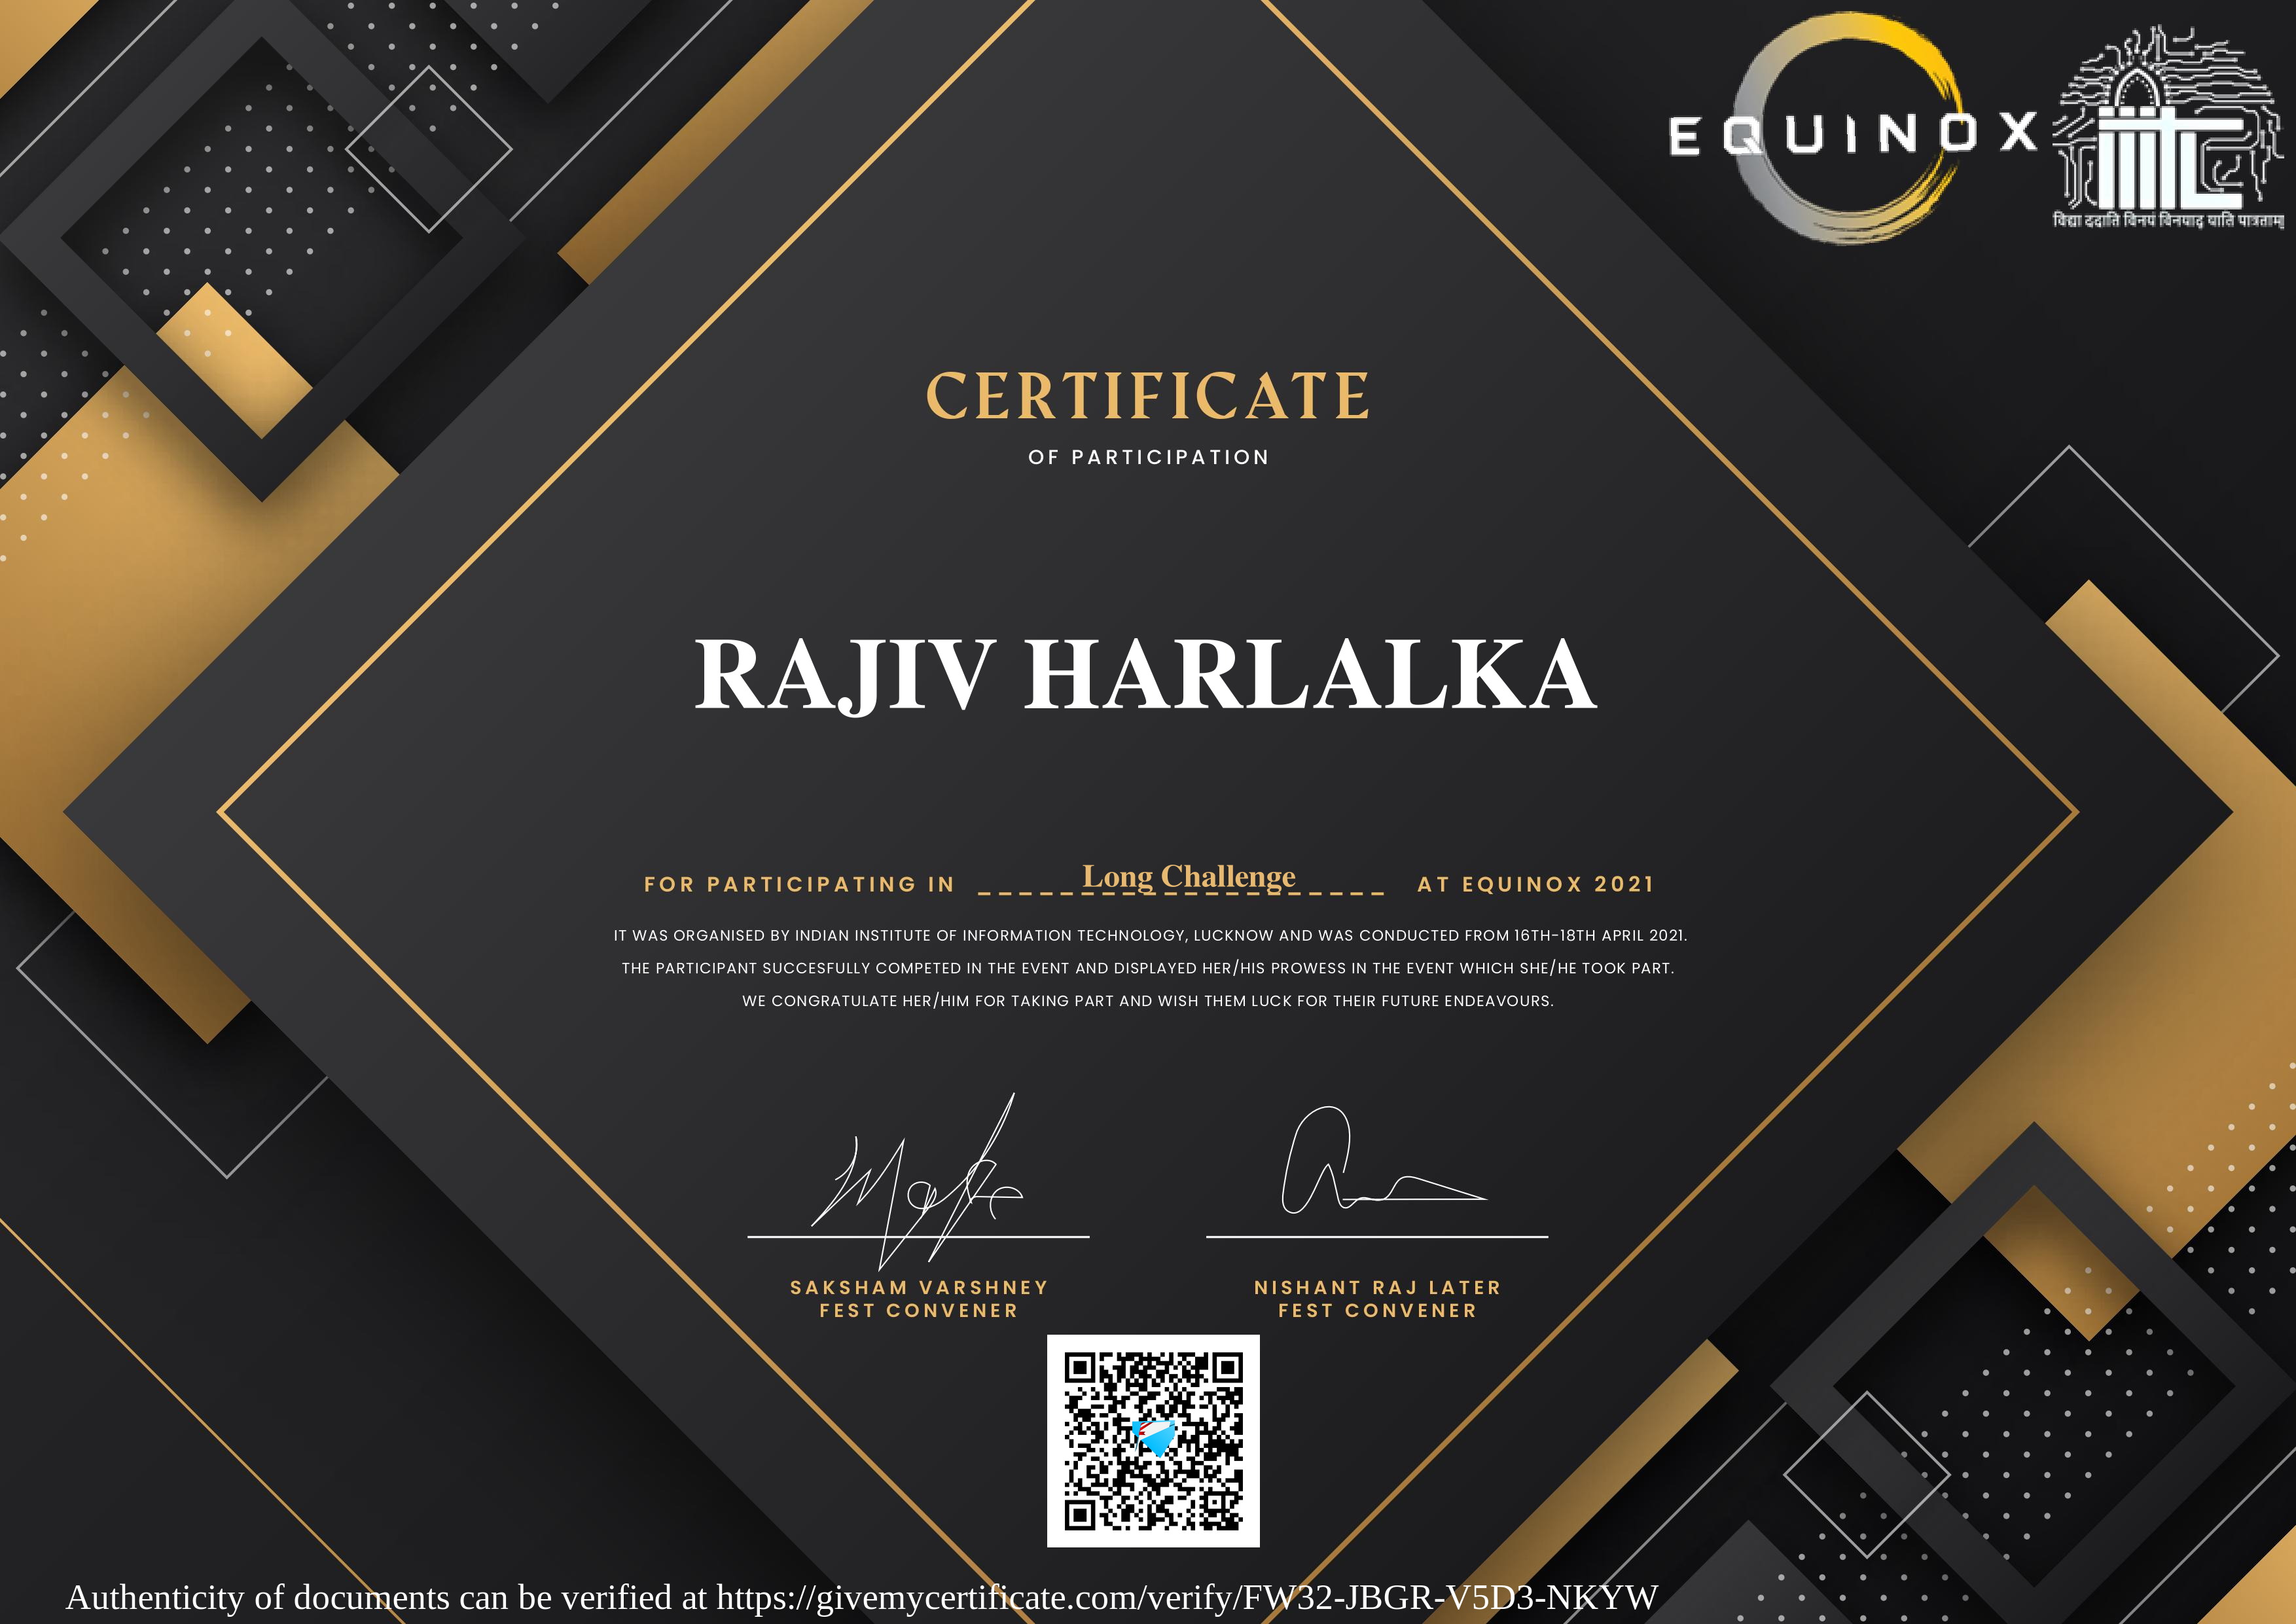 EQUINOX
IIITL
विद्या ददाति विनयं विनयाद् याति पात्रताम्
CERTIFICATE
OF PARTICIPATION
RAJIV HARLALKA
FOR PARTICIPATING IN Long Challenge AT EQUINOX 2021
IT WAS ORGANISED BY INDIAN INSTITUTE OF INFORMATION TECHNOLOGY, LUCKNOW AND WAS CONDUCTED FROM 16TH-18TH APRIL 2021.
THE PARTICIPANT SUCCESFULLY COMPETED IN THE EVENT AND DISPLAYED HER/HIS PROWESS IN THE EVENT WHICH SHE/HE TOOK PART.
WE CONGRATULATE HER/HIM FOR TAKING PART AND WISH THEM LUCK FOR THEIR FUTURE ENDEAVOURS.
SAKSHAM VARSHNEY
FEST CONVENER
NISHANT RAJ LATER
FEST CONVENER
Authenticity of documents can be verified at https://givemycertificate.com/verify/FW32-JBGR-V5D3-NKYW